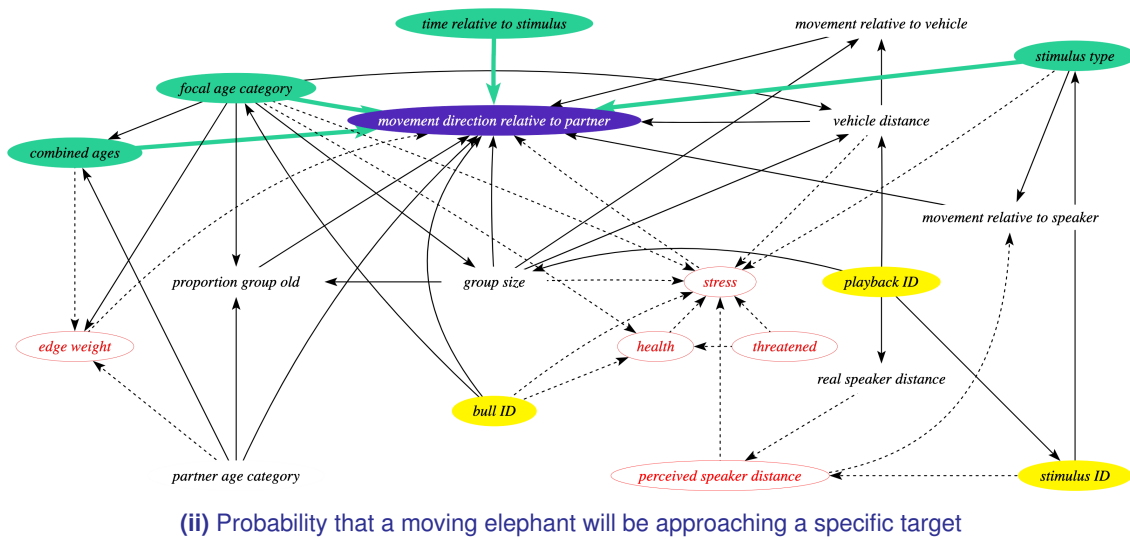 time relative to stimulus
movement relative to vehicle
stimulus type
focal age category
movement direction relative to partner
vehicle distance
combined ages
movement relative to speaker
proportion group old
group size
stress
playback ID
edge weight
health
threatened
real speaker distance
bull ID
partner age category
perceived speaker distance
stimulus ID
(ii) Probability that a moving elephant will be approaching a specific target